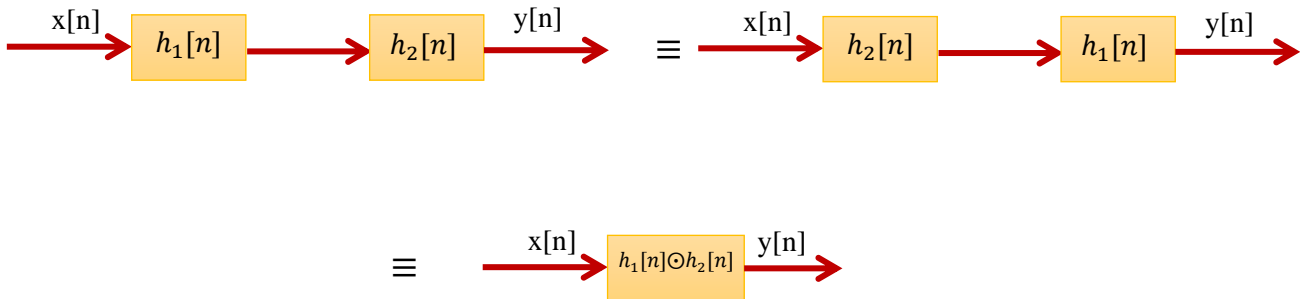 x[n] h₁[n] h₂[n] y[n] ≡ x[n] h₂[n] h₁[n] y[n]
≡ x[n] h₁[n]⊙h₂[n] y[n]